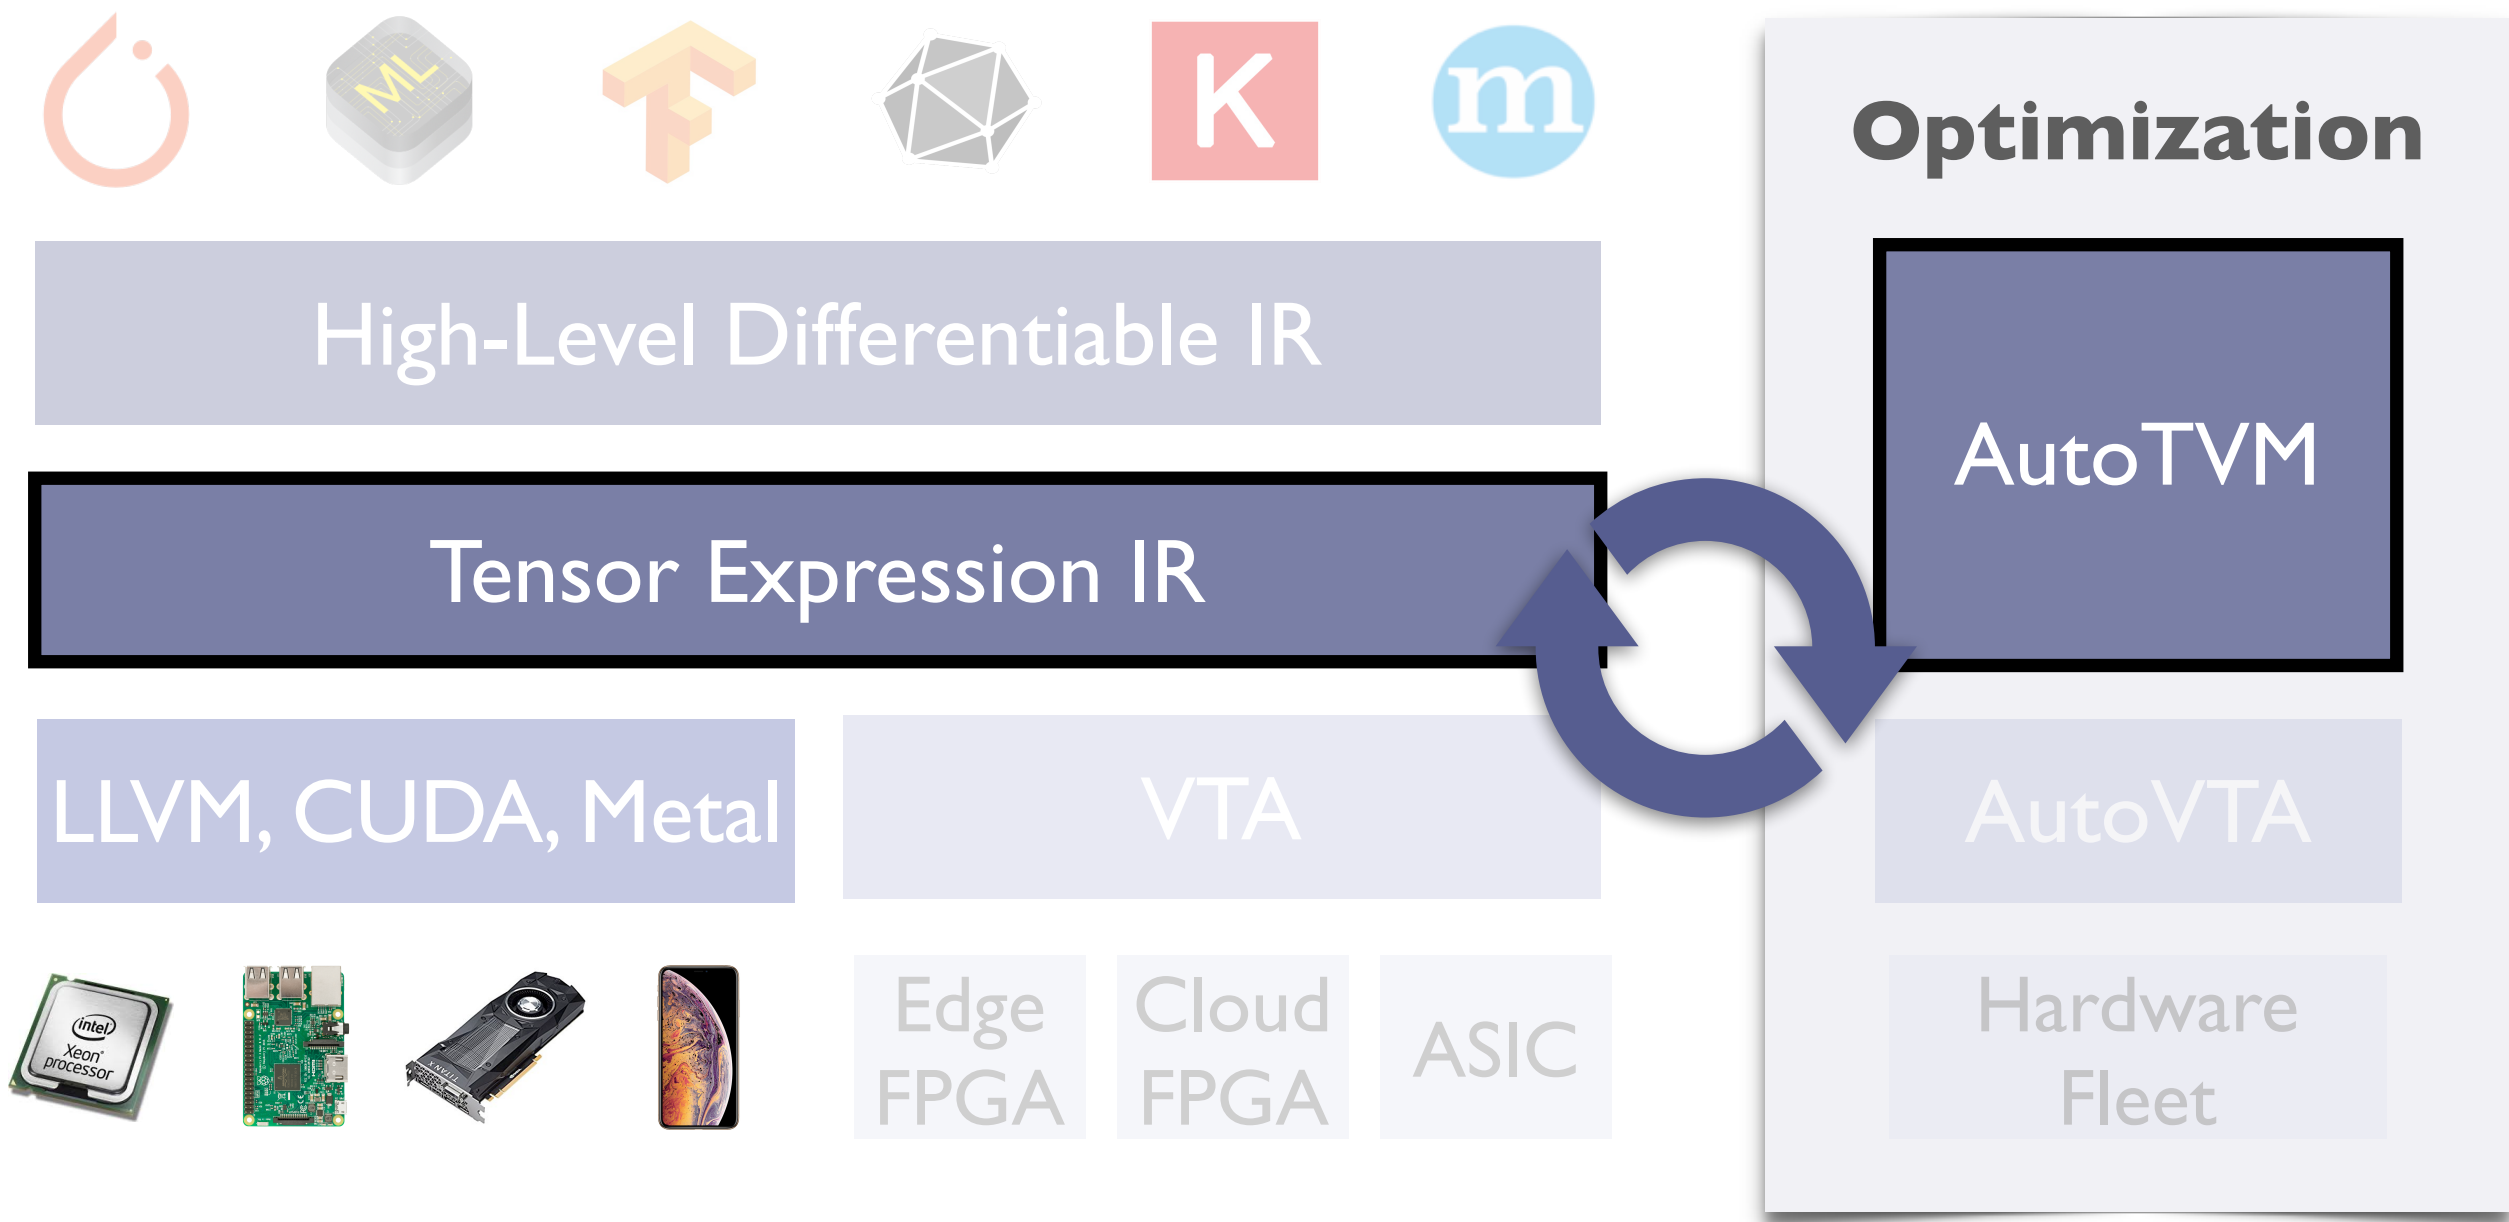 ML
K
m
Optimization
High-Level Differentiable IR
AutoTVM
Tensor Expression IR
LLVM, CUDA, Metal
VTA
AutoVTA
intel
Xeon®
processor
TITAN X
Edge
FPGA
Cloud
FPGA
ASIC
Hardware
Fleet